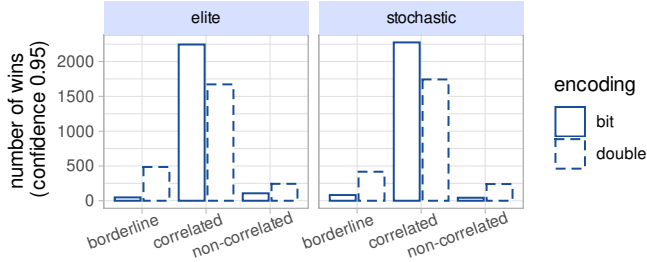 elite
stochastic
number of wins
(confidence 0.95)
2000
1500
1000
500
0
borderline
correlated
non-correlated
borderline
correlated
non-correlated
encoding
bit
double